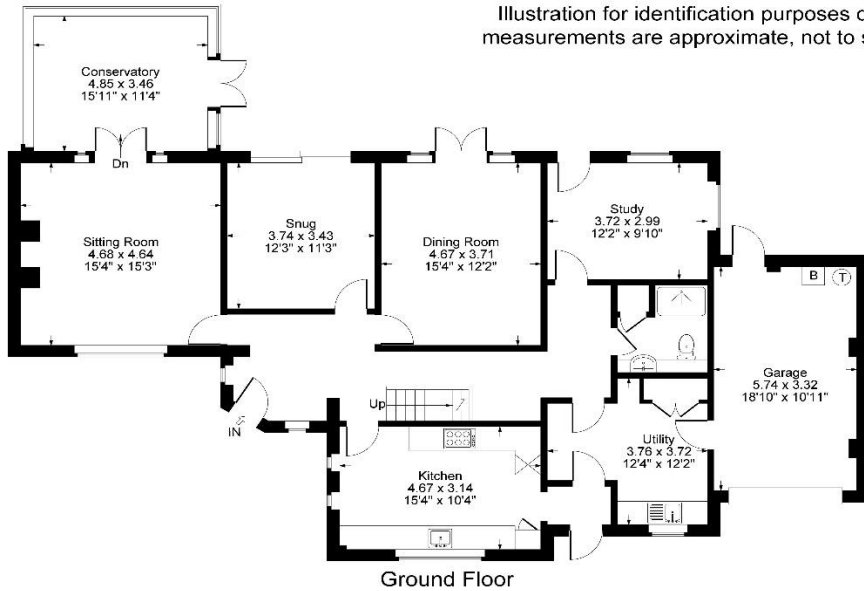 Illustration for identification purposes
measurements are approximate, not to
Conservatory
4.85 x 3.46
15'11" x 11'4"
Dn
Sitting Room
4.68 x 4.64
15'4" x 15'3"
Snug
3.74 x 3.43
12'3" x 11'3"
Dining Room
4.67 x 3.71
15'4" x 12'2"
Study
3.72 x 2.99
12'2" x 9'10"
B
T
Garage
5.74 x 3.32
18'10" x 10'11"
Up
IN
Utility
3.76 x 3.72
12'4" x 12'2"
Kitchen
4.67 x 3.14
15'4" x 10'4"
Ground Floor